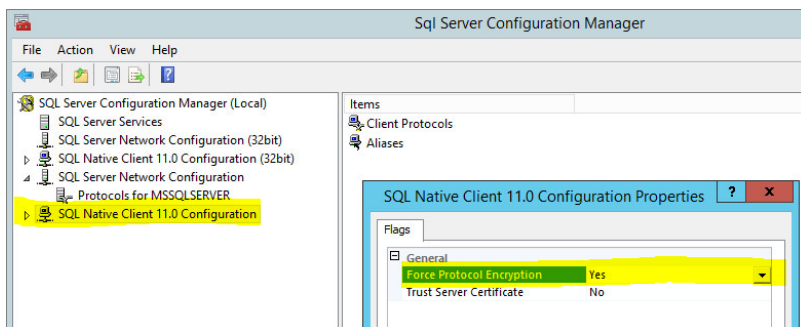 Sql Server Configuration Manager
File Action View Help
SQL Server Configuration Manager (Local)
SQL Server Services
SQL Server Network Configuration (32bit)
SQL Native Client 11.0 Configuration (32bit)
SQL Server Network Configuration
Protocols for MSSQLSERVER
SQL Native Client 11.0 Configuration
Items
Client Protocols
Aliases
SQL Native Client 11.0 Configuration Properties ? x
Flags
General
Force Protocol Encryption Yes
Trust Server Certificate No